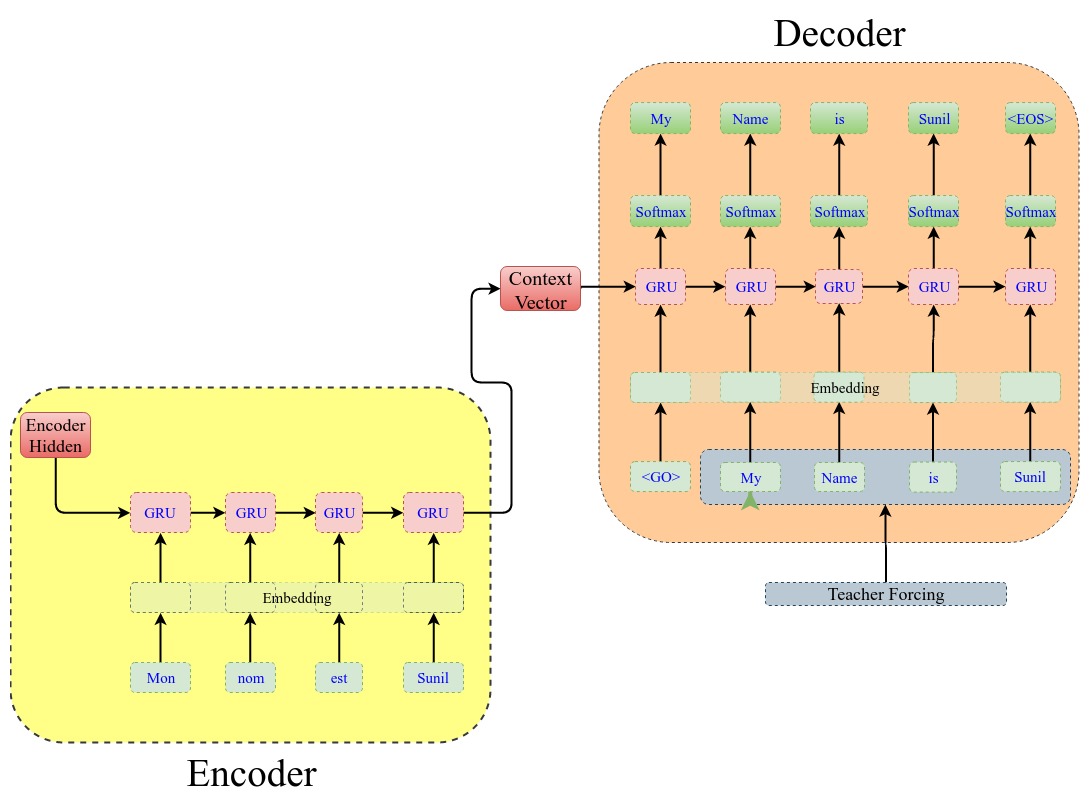 Decoder
My Name is Sunil <EOS>
Softmax Softmax Softmax Softmax Softmax
Context
Vector
GRU GRU GRU GRU GRU
Embedding
<GO> My Name is Sunil
Teacher Forcing
Encoder
Hidden
GRU GRU GRU GRU
Embedding
Mon nom est Sunil
Encoder